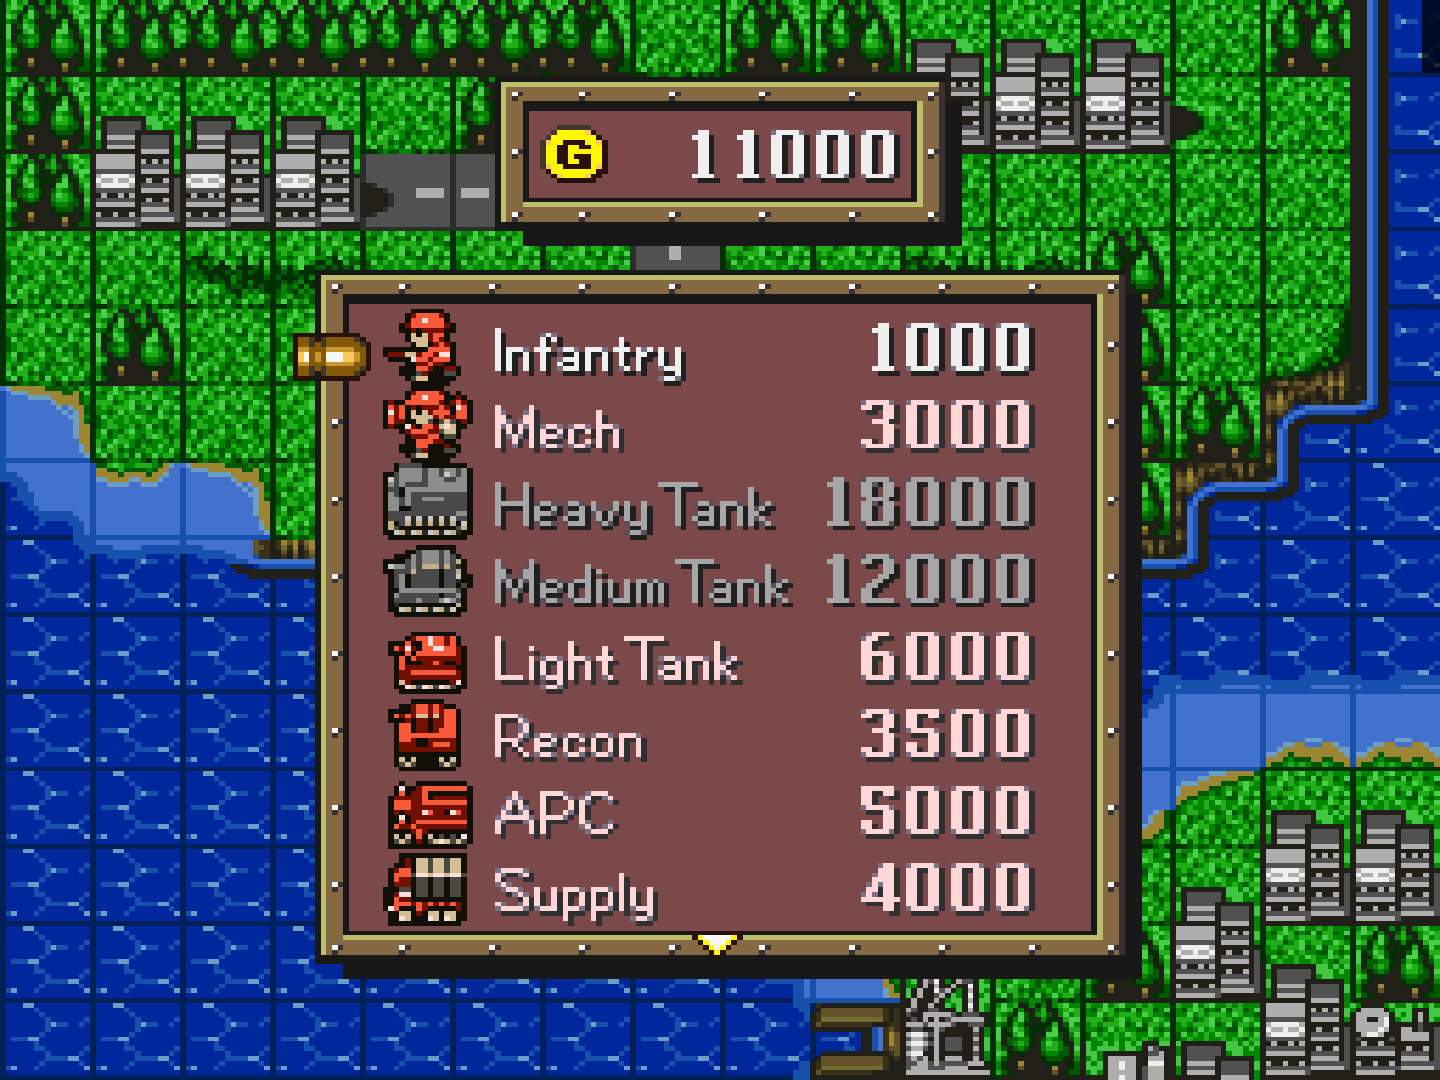 G 11000
Infantry 1000
Mech 3000
Heavy Tank 18000
Medium Tank 12000
Light Tank 6000
Recon 3500
APC 5000
Supply 4000